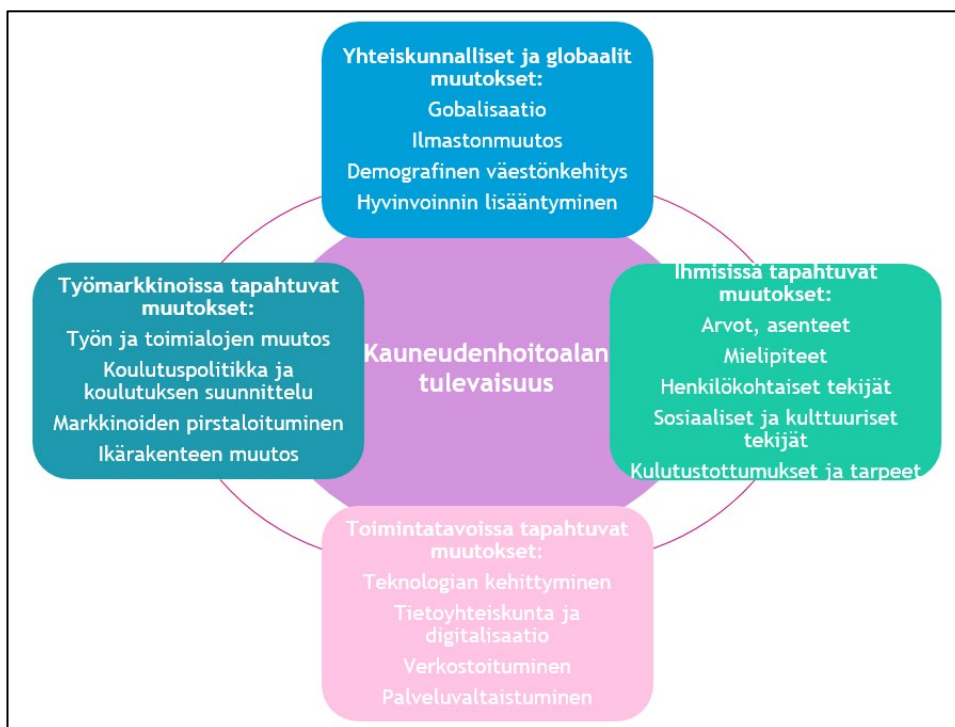 Yhteiskunnalliset ja globaalit
muutokset:
Gobalisaatio
Ilmastonmuutos
Demografinen väestönkehitys
Hyvinvoinnin lisääntyminen
Työmarkkinoissa tapahtuvat
muutokset:
Työn ja toimialojen muutos
Koulutuspolitikka ja
koulutuksen suunnittelu
Markkinoiden pirstaloituminen
Ikärakenteen muutos
Kauneudenhoitoalan
tulevaisuus
Ihmisissä tapahtuvat
muutokset:
Arvot, asenteet
Mielipiteet
Henkilökohtaiset tekijät
Sosiaaliset ja kulttuuriset
tekijät
Kulutustottumukset ja tarpeet
Toimintatavoissa tapahtuvat
muutokset:
Teknologian kehittyminen
Tietoyhteiskunta ja
digitalisaatio
Verkostoituminen
Palveluvaltaistuminen